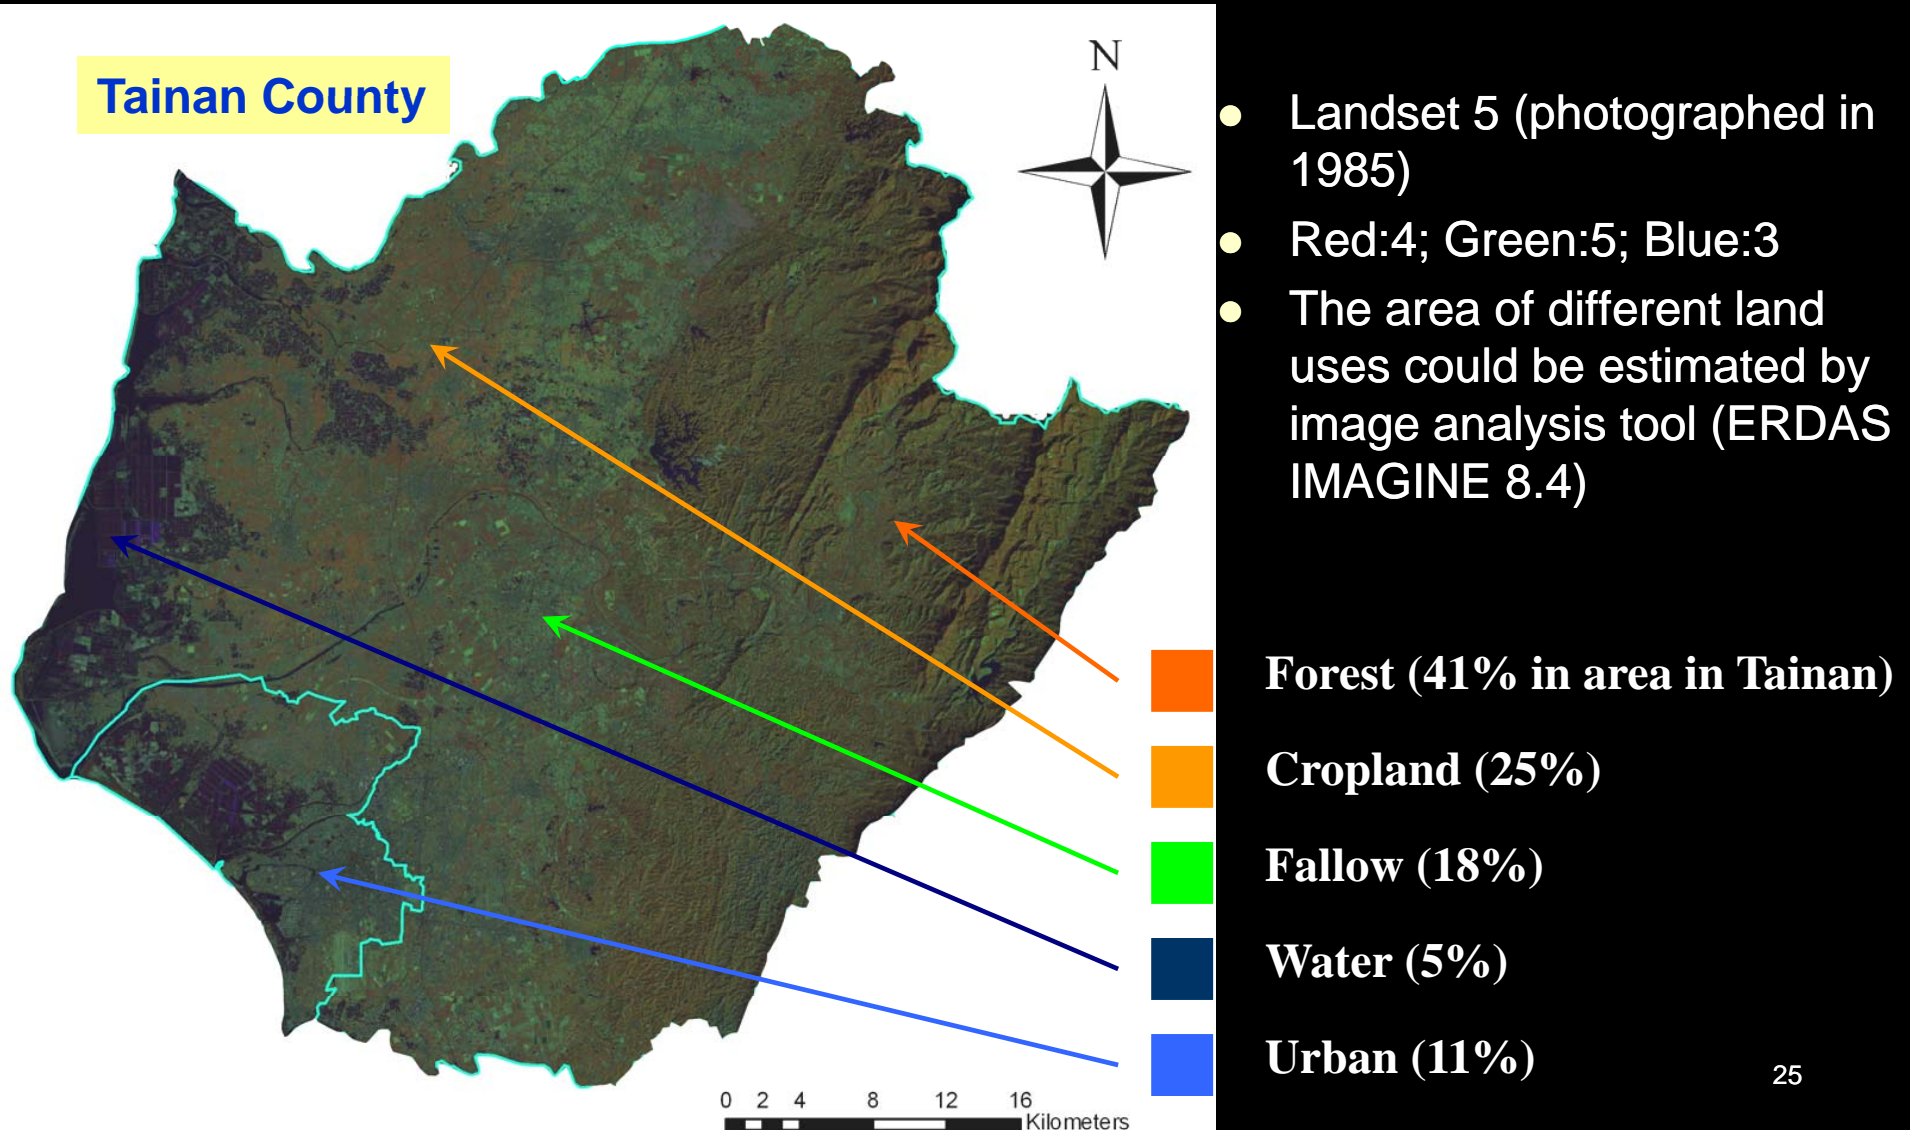 Tainan County
N
Landset 5 (photographed in
1985)
Red:4; Green:5; Blue:3
The area of different land
uses could be estimated by
image analysis tool (ERDAS
IMAGINE 8.4)
Forest (41% in area in Tainan)
Cropland (25%)
Fallow (18%)
Water (5%)
Urban (11%)
0 2 4 8 12 16
Kilometers
25